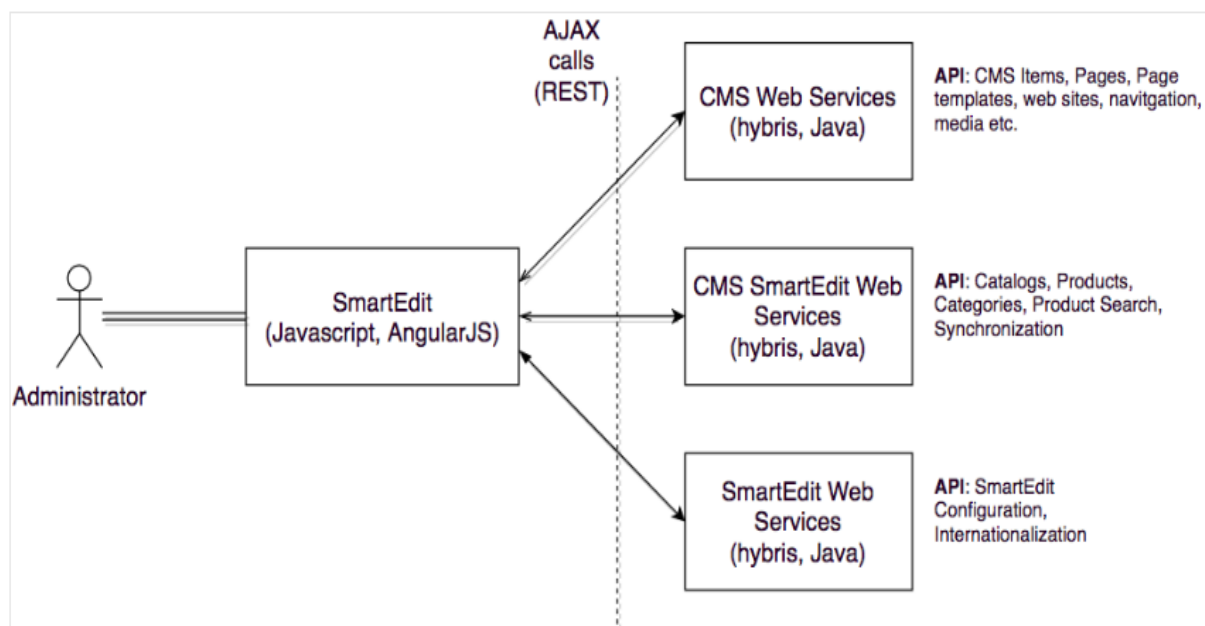 AJAX
calls
(REST)
CMS Web Services
(hybris, Java)
API: CMS Items, Pages, Page
templates, web sites, navitgation,
media etc.
Administrator
SmartEdit
(Javascript, AngularJS)
CMS SmartEdit Web
Services
(hybris, Java)
API: Catalogs, Products,
Categories, Product Search,
Synchronization
SmartEdit Web
Services
(hybris, Java)
API: SmartEdit
Configuration,
Internationalization